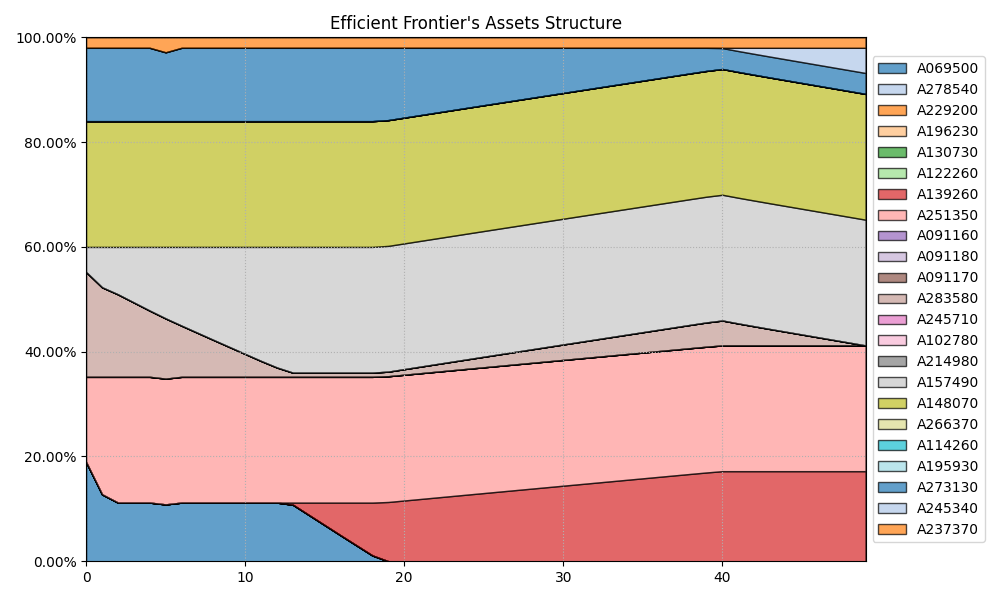 Efficient Frontier's Assets Structure
100.00%
80.00%
60.00%
40.00%
20.00%
0.00%
0
10
20
30
40
A069500
A278540
A229200
A196230
A130730
A122260
A139260
A251350
A091160
A091180
A091170
A283580
A245710
A102780
A214980
A157490
A148070
A266370
A114260
A195930
A273130
A245340
A237370